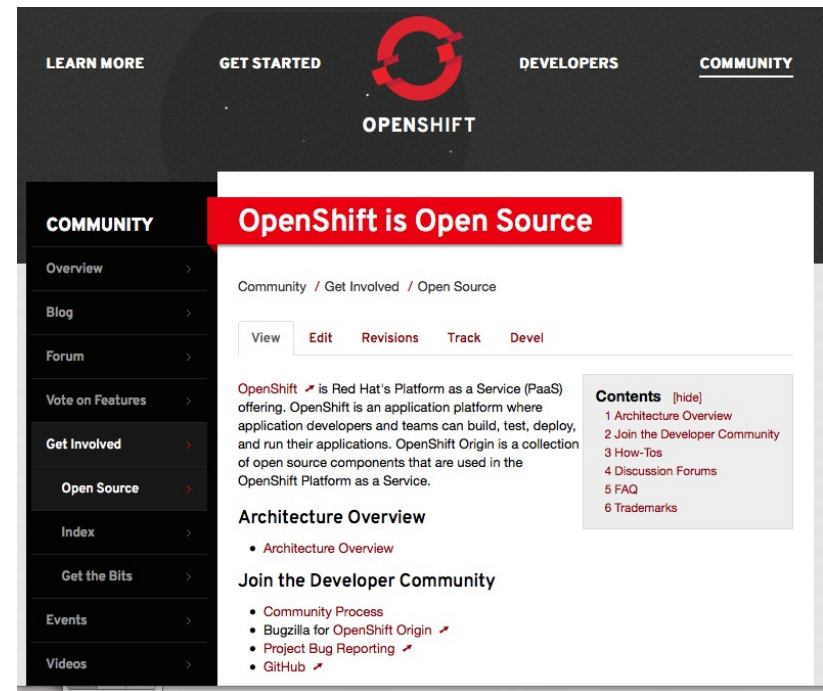 LEARN MORE
GET STARTED
DEVELOPERS
COMMUNITY
OPENSHIFT
COMMUNITY
Overview
Blog
Forum
Vote on Features
Get Involved
Open Source
Index
Get the Bits
Events
Videos
OpenShift is Open Source
Community / Get Involved / Open Source
View Edit Revisions Track Devel
OpenShift is Red Hat's Platform as a Service (PaaS)
offering. OpenShift is an application platform where
application developers and teams can build, test, deploy,
and run their applications. OpenShift Origin is a collection
of open source components that are used in the
OpenShift Platform as a Service.
Contents [hide]
1 Architecture Overview
2 Join the Developer Community
3 How-Tos
4 Discussion Forums
5 FAQ
6 Trademarks
Architecture Overview
• Architecture Overview
Join the Developer Community
• Community Process
• Bugzilla for OpenShift Origin
• Project Bug Reporting
• GitHub